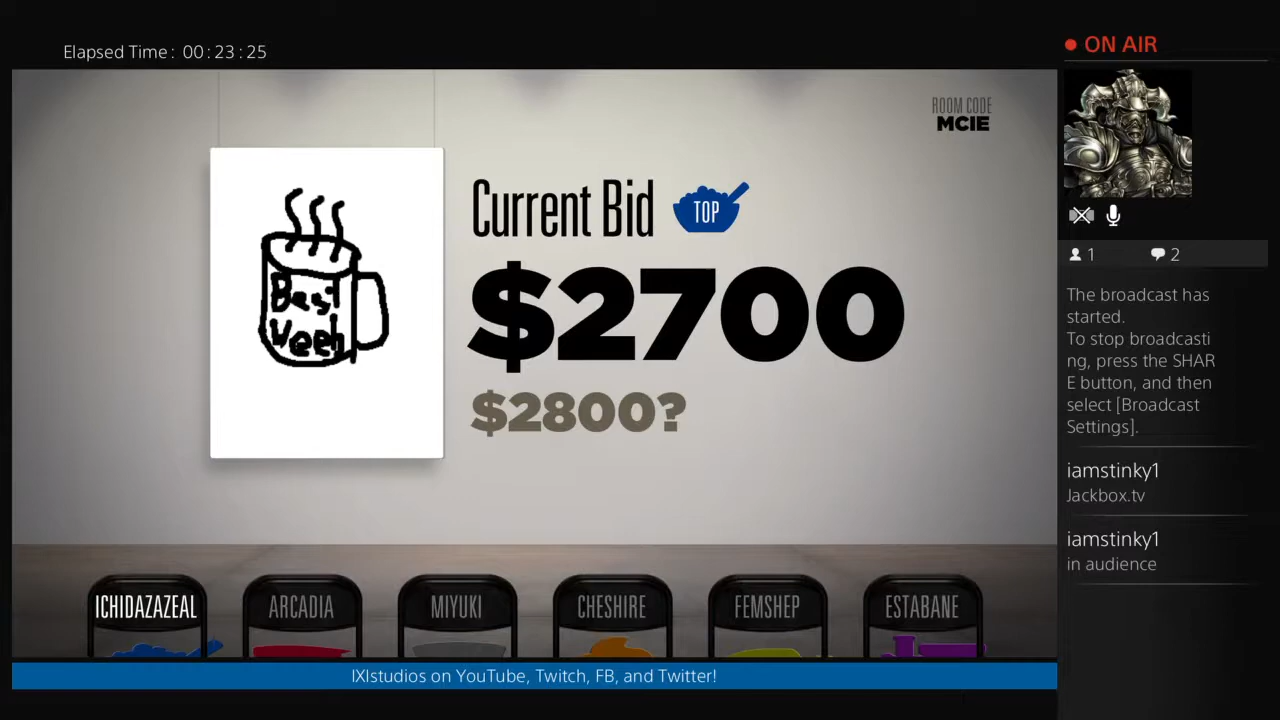 Elapsed Time: 00:23:25
ON AIR
ROOM CODE
MCIE
Current Bid TOP
$2700
$2800?
Best
Week
1
2
The broadcast has
started.
To stop broadcasti
ng, press the SHAR
E button, and then
select [Broadcast
Settings].
iamstinky1
Jackbox.tv
iamstinky1
in audience
ICHIDAZAZEAL ARCADIA MIYUKI CHESHIRE FEMSHEP ESTABANE
IXIstudios on YouTube, Twitch, FB, and Twitter!